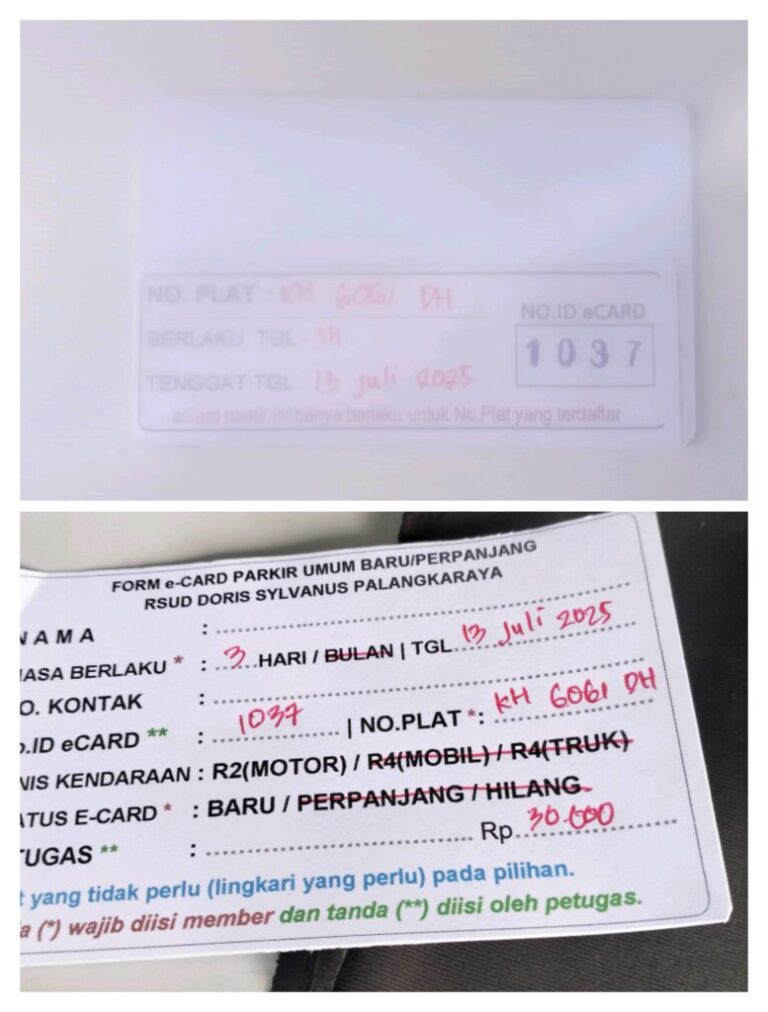 NO. PLAT : KH 6061 DH
BERLAKU TGL 3H
TENGGAT TGL 13 juli 2025
NO.ID eCARD
1037
eCard parkir ini hanya berlaku untuk No.Plat yang terdaftar
FORM e-CARD PARKIR UMUM BARU/PERPANJANG
RSUD DORIS SYLVANUS PALANGKARAYA
NAMA :
ASA BERLAKU * : 3 HARI / BULAN | TGL 13 juli 2025
O. KONTAK :
o.ID eCARD ** : 1037 | NO.PLAT *: KH 6061 DH
NIS KENDARAAN : R2(MOTOR) / R4(MOBIL) / R4(TRUK)
ATUS E-CARD * : BARU / PERPANJANG / HILANG
TUGAS ** : Rp. 30.000
t yang tidak perlu (lingkari yang perlu) pada pilihan.
a (*) wajib diisi member dan tanda (**) diisi oleh petugas.